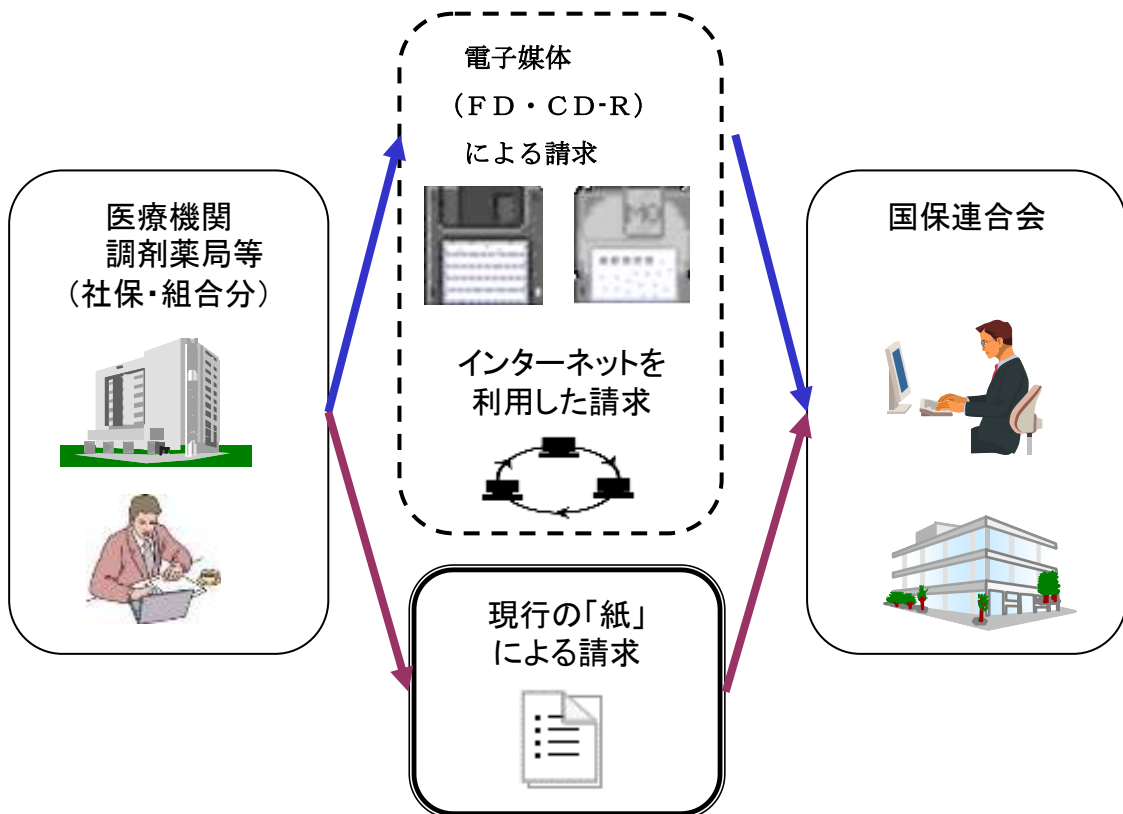 医療機関
調剤薬局等
（社保・組合分）
電子媒体
（ＦＤ・ＣＤ-Ｒ）
による請求
MO
インターネットを
利用した請求
現行の「紙」
による請求
国保連合会